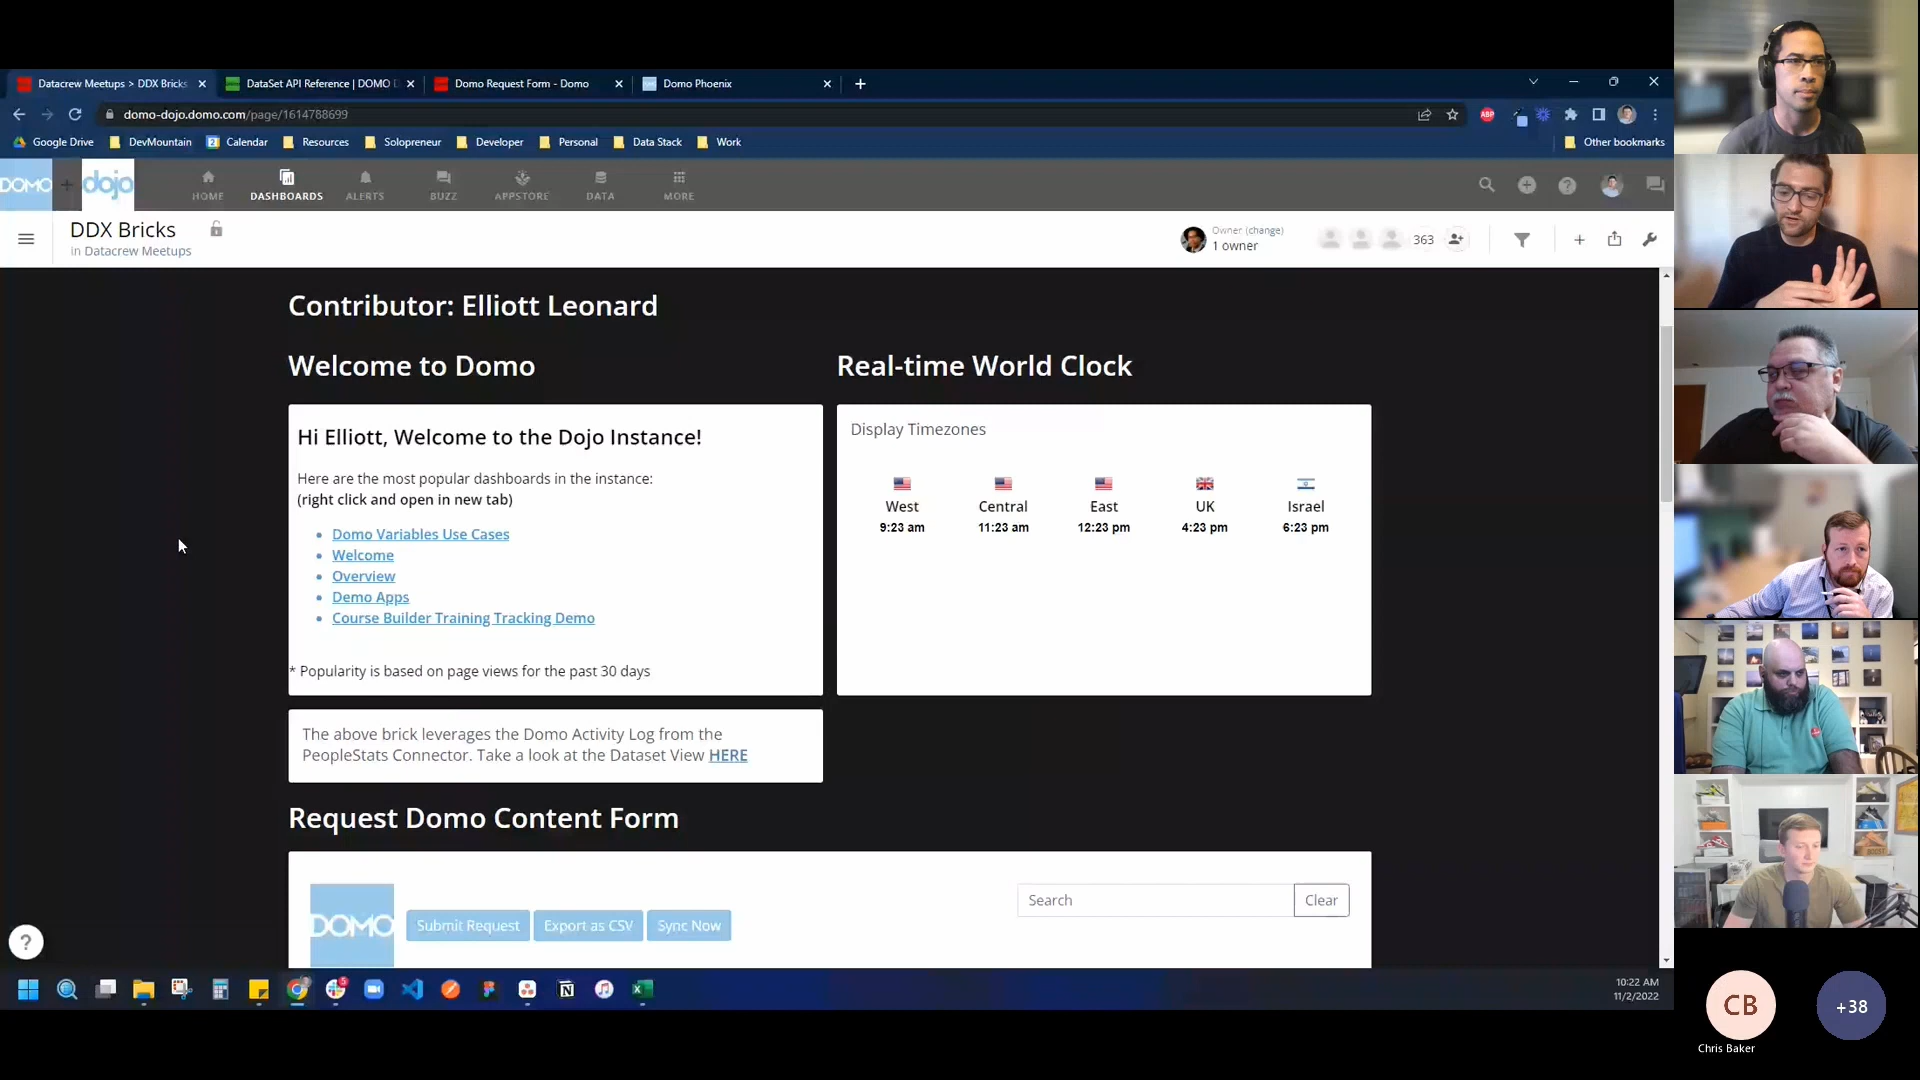 Datacrew Meetups > DDX Bricks
DataSet API Reference | DOMO D
Domo Request Form - Domo
Domo Phoenix
domo-dojo.domo.com/page/1614788699
ABP
Google Drive
DevMountain
Calendar
Resources
Solopreneur
Developer
Personal
Data Stack
Work
Other bookmarks
DOMO
dojo
HOME
DASHBOARDS
ALERTS
BUZZ
APPSTORE
DATA
MORE
DDX Bricks
in Datacrew Meetups
Owner (change)
1 owner
363
Contributor: Elliott Leonard
Welcome to Domo
Hi Elliott, Welcome to the Dojo Instance!
Here are the most popular dashboards in the instance:
(right click and open in new tab)
Domo Variables Use Cases
Welcome
Overview
Demo Apps
Course Builder Training Tracking Demo
* Popularity is based on page views for the past 30 days
The above brick leverages the Domo Activity Log from the
PeopleStats Connector. Take a look at the Dataset View HERE
Real-time World Clock
Display Timezones
West
9:23 am
Central
11:23 am
East
12:23 pm
UK
4:23 pm
Israel
6:23 pm
Request Domo Content Form
DOMO
Submit Request
Export as CSV
Sync Now
Search
Clear
?
10:22 AM
11/2/2022
CB
Chris Baker
+38